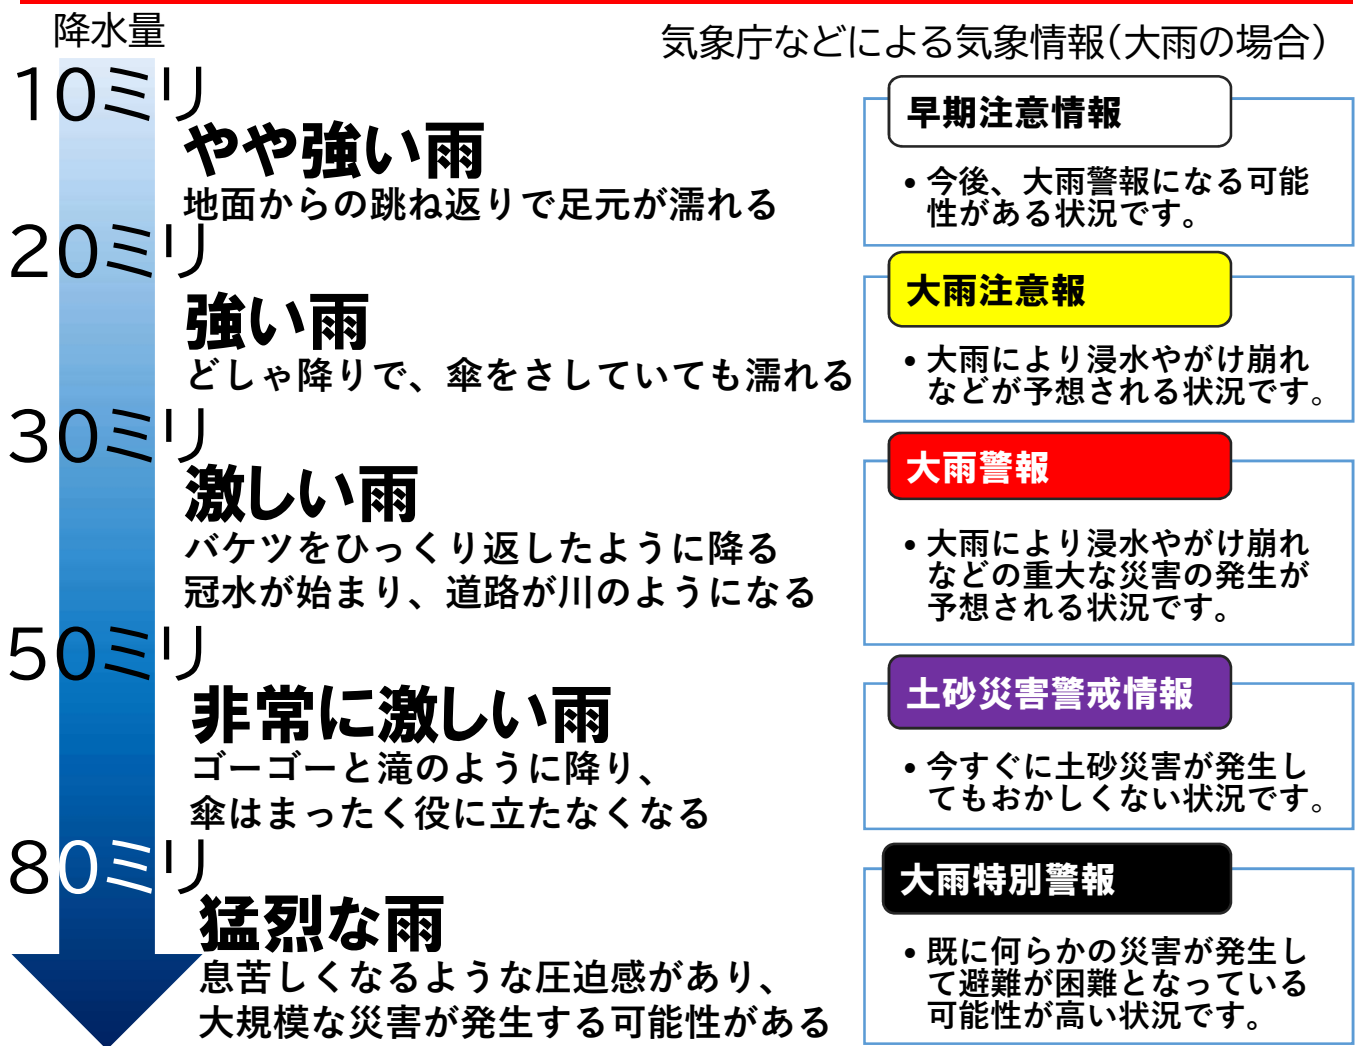 降水量
10ミリ
やや強い雨
地面からの跳ね返りで足元が濡れる
20ミリ
強い雨
どしゃ降りで、傘をさしていても濡れる
30ミリ
激しい雨
バケツをひっくり返したように降る
冠水が始まり、道路が川のようになる
50ミリ
非常に激しい雨
ゴーゴーと滝のように降り、
傘はまったく役に立たなくなる
80ミリ
猛烈な雨
息苦しくなるような圧迫感があり、
大規模な災害が発生する可能性がある
気象庁などによる気象情報(大雨の場合)
早期注意情報
• 今後、大雨警報になる可能
性がある状況です。
大雨注意報
• 大雨により浸水やがけ崩れ
などが予想される状況です。
大雨警報
• 大雨により浸水やがけ崩れ
などの重大な災害の発生が
予想される状況です。
土砂災害警戒情報
• 今すぐに土砂災害が発生し
てもおかしくない状況です。
大雨特別警報
• 既に何らかの災害が発生し
て避難が困難となっている
可能性が高い状況です。